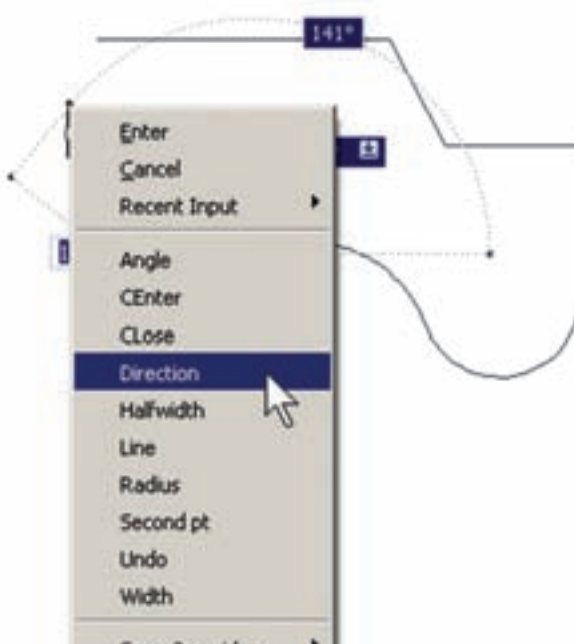 141°
Enter
Cancel
Recent Input
Angle
CEnter
CLose
Direction
Halfwidth
Line
Radius
Second pt
Undo
Width